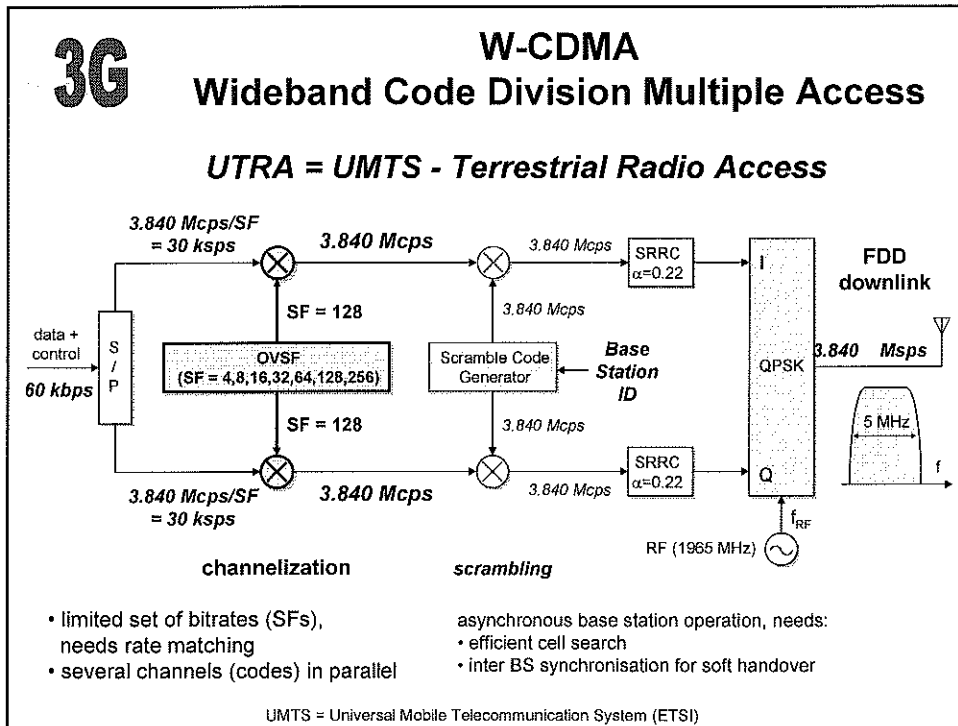 3G
W-CDMA
Wideband Code Division Multiple Access
UTRA = UMTS - Terrestrial Radio Access
3.840 Mcps/SF
= 30 ksps
3.840 Mcps
3.840 Mcps
SRRC
α=0.22
I
FDD
downlink
SF = 128
3.840 Mcps
data +
control
60 kbps
S
/
P
OVSF
(SF = 4,8,16,32,64,128,256)
Scramble Code
Generator
Base
Station
ID
QPSK
3.840 Msps
SF = 128
3.840 Mcps
5 MHz
f
3.840 Mcps/SF
= 30 ksps
3.840 Mcps
3.840 Mcps
SRRC
α=0.22
Q
fRF
RF (1965 MHz)
channelization
scrambling
• limited set of bitrates (SFs),
needs rate matching
• several channels (codes) in parallel
asynchronous base station operation, needs:
• efficient cell search
• inter BS synchronisation for soft handover
UMTS = Universal Mobile Telecommunication System (ETSI)